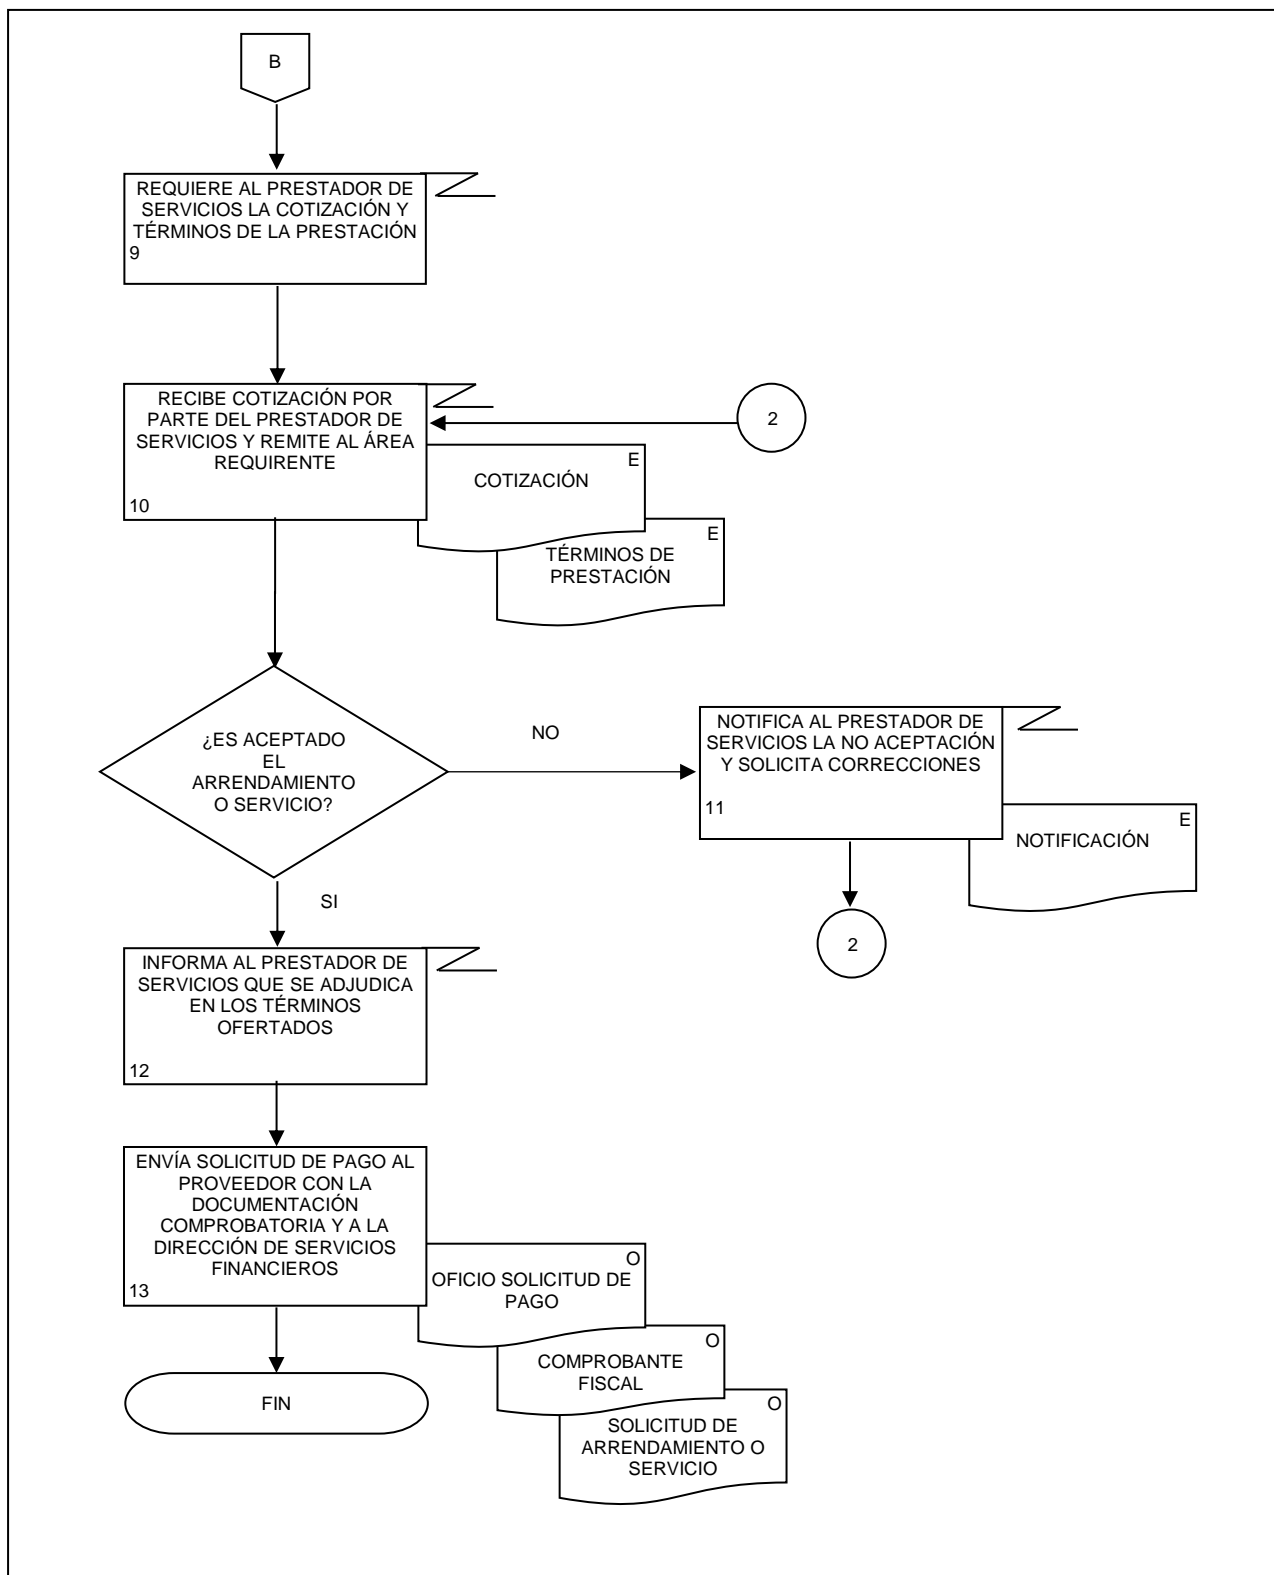 B
REQUIERE AL PRESTADOR DE
SERVICIOS LA COTIZACIÓN Y
TÉRMINOS DE LA PRESTACIÓN
9
RECIBE COTIZACIÓN POR
PARTE DEL PRESTADOR DE
SERVICIOS Y REMITE AL ÁREA
REQUIRENTE
10
2
E
COTIZACIÓN
E
TÉRMINOS DE
PRESTACIÓN
¿ES ACEPTADO
EL
ARRENDAMIENTO
O SERVICIO?
NO
NOTIFICA AL PRESTADOR DE
SERVICIOS LA NO ACEPTACIÓN
Y SOLICITA CORRECCIONES
11
E
NOTIFICACIÓN
2
SI
INFORMA AL PRESTADOR DE
SERVICIOS QUE SE ADJUDICA
EN LOS TÉRMINOS
OFERTADOS
12
ENVÍA SOLICITUD DE PAGO AL
PROVEEDOR CON LA
DOCUMENTACIÓN
COMPROBATORIA Y A LA
DIRECCIÓN DE SERVICIOS
FINANCIEROS
13
O
OFICIO SOLICITUD DE
PAGO
O
COMPROBANTE
FISCAL
O
SOLICITUD DE
ARRENDAMIENTO O
SERVICIO
FIN